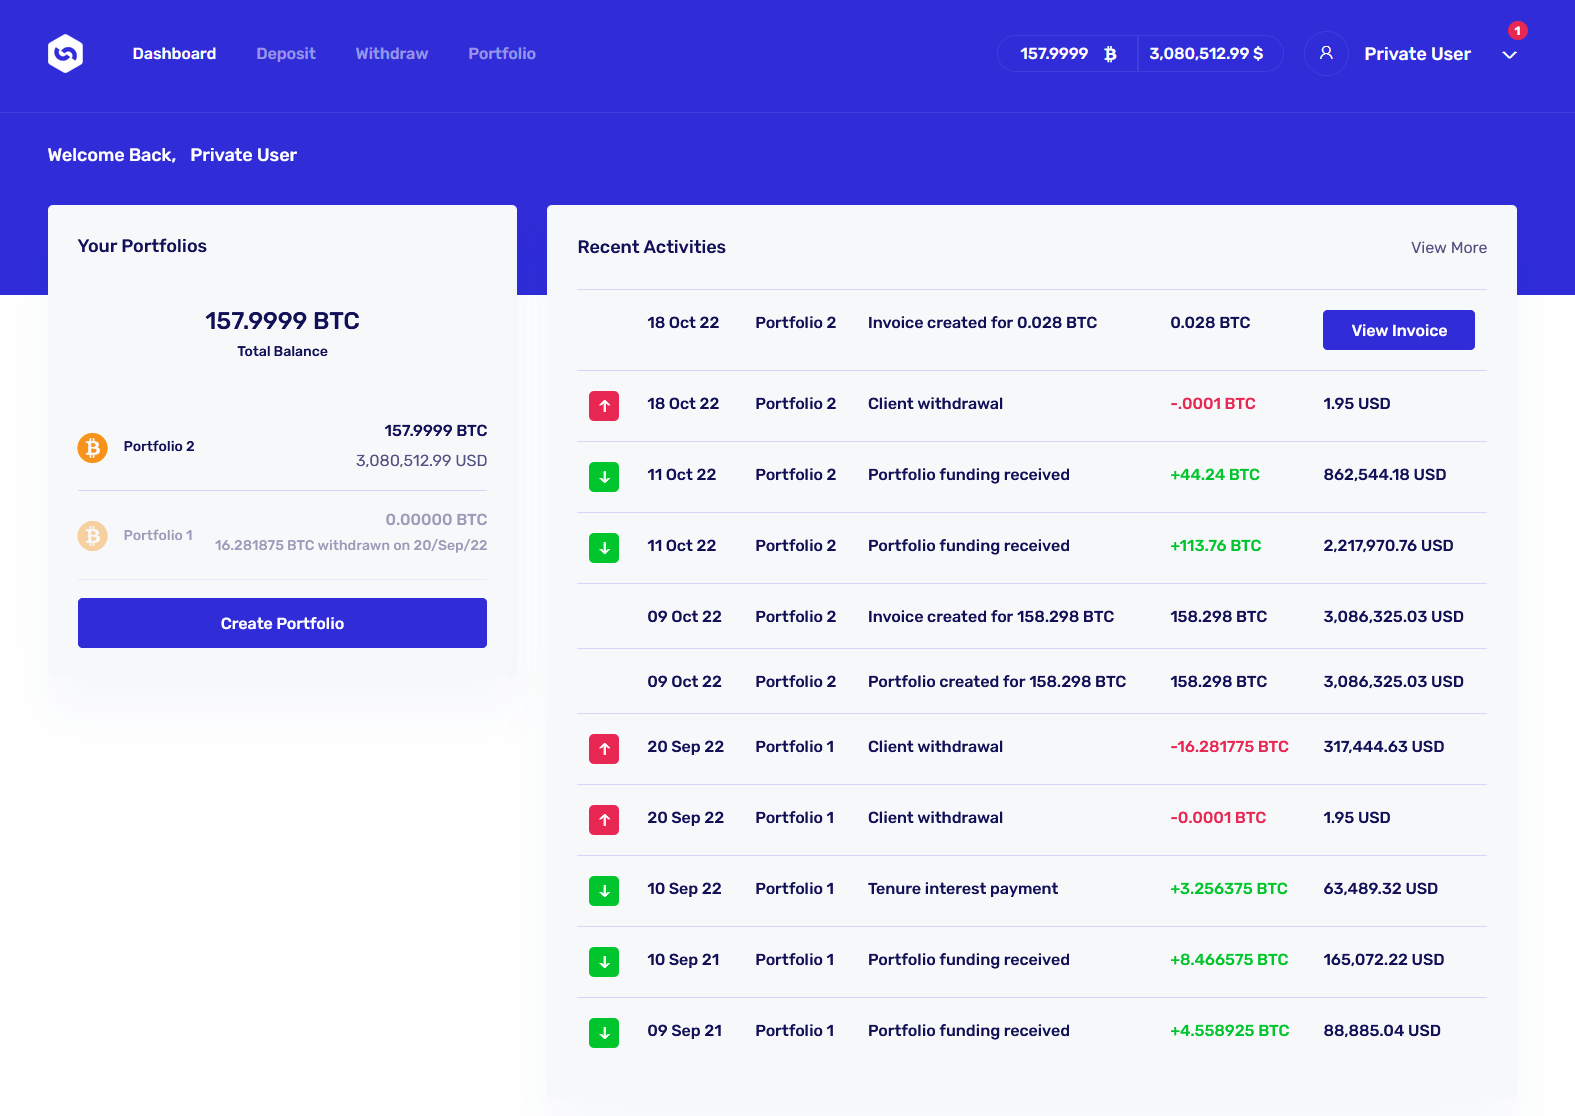 Dashboard Deposit Withdraw Portfolio 157.9999 3,080,512.99 $ Private User 1
Welcome Back, Private User
Your Portfolios
157.9999 BTC
Total Balance
Portfolio 2
157.9999 BTC
3,080,512.99 USD
Portfolio 1
0.00000 BTC
16.281875 BTC withdrawn on 20/Sep/22
Create Portfolio
Recent Activities View More
18 Oct 22 Portfolio 2 Invoice created for 0.028 BTC 0.028 BTC View Invoice
18 Oct 22 Portfolio 2 Client withdrawal -.0001 BTC 1.95 USD
11 Oct 22 Portfolio 2 Portfolio funding received +44.24 BTC 862,544.18 USD
11 Oct 22 Portfolio 2 Portfolio funding received +113.76 BTC 2,217,970.76 USD
09 Oct 22 Portfolio 2 Invoice created for 158.298 BTC 158.298 BTC 3,086,325.03 USD
09 Oct 22 Portfolio 2 Portfolio created for 158.298 BTC 158.298 BTC 3,086,325.03 USD
20 Sep 22 Portfolio 1 Client withdrawal -16.281775 BTC 317,444.63 USD
20 Sep 22 Portfolio 1 Client withdrawal -0.0001 BTC 1.95 USD
10 Sep 22 Portfolio 1 Tenure interest payment +3.256375 BTC 63,489.32 USD
10 Sep 21 Portfolio 1 Portfolio funding received +8.466575 BTC 165,072.22 USD
09 Sep 21 Portfolio 1 Portfolio funding received +4.558925 BTC 88,885.04 USD